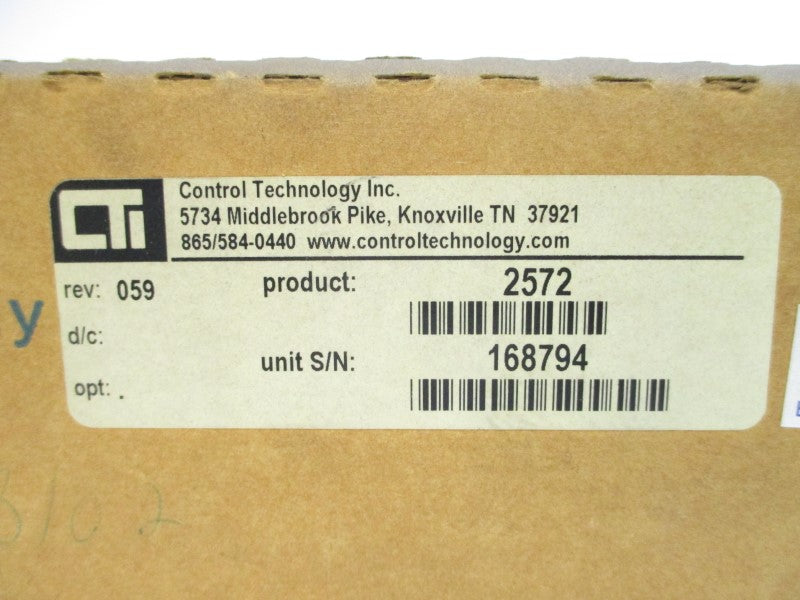 CTi
Control Technology Inc.
5734 Middlebrook Pike, Knoxville TN 37921
865/584-0440 www.controltechnology.com
rev: 059
product: 2572
d/c:
unit S/N: 168794
opt: .
y